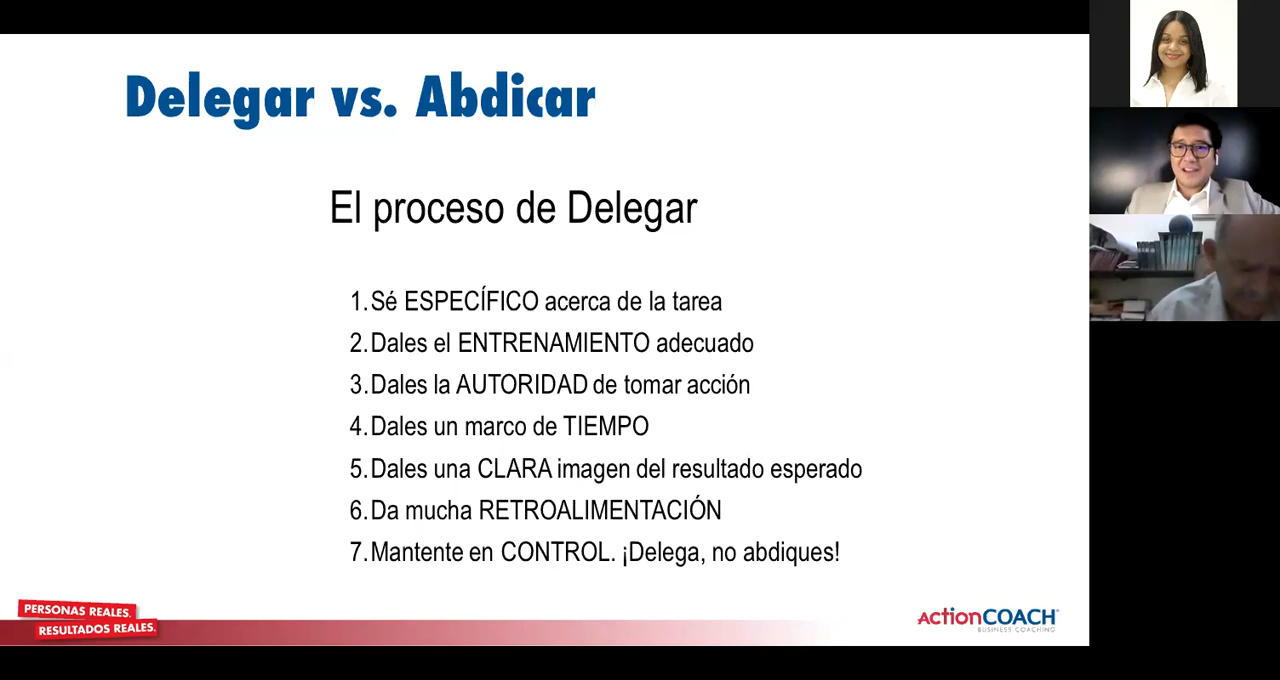 Delegar vs. Abdicar
El proceso de Delegar
1.Sé ESPECÍFICO acerca de la tarea
2.Dales el ENTRENAMIENTO adecuado
3.Dales la AUTORIDAD de tomar acción
4.Dales un marco de TIEMPO
5.Dales una CLARA imagen del resultado esperado
6.Da mucha RETROALIMENTACIÓN
7.Mantente en CONTROL. ¡Delega, no abdiques!
PERSONAS REALES.
RESULTADOS REALES.
ActionCOACH
BUSINESS COACHING